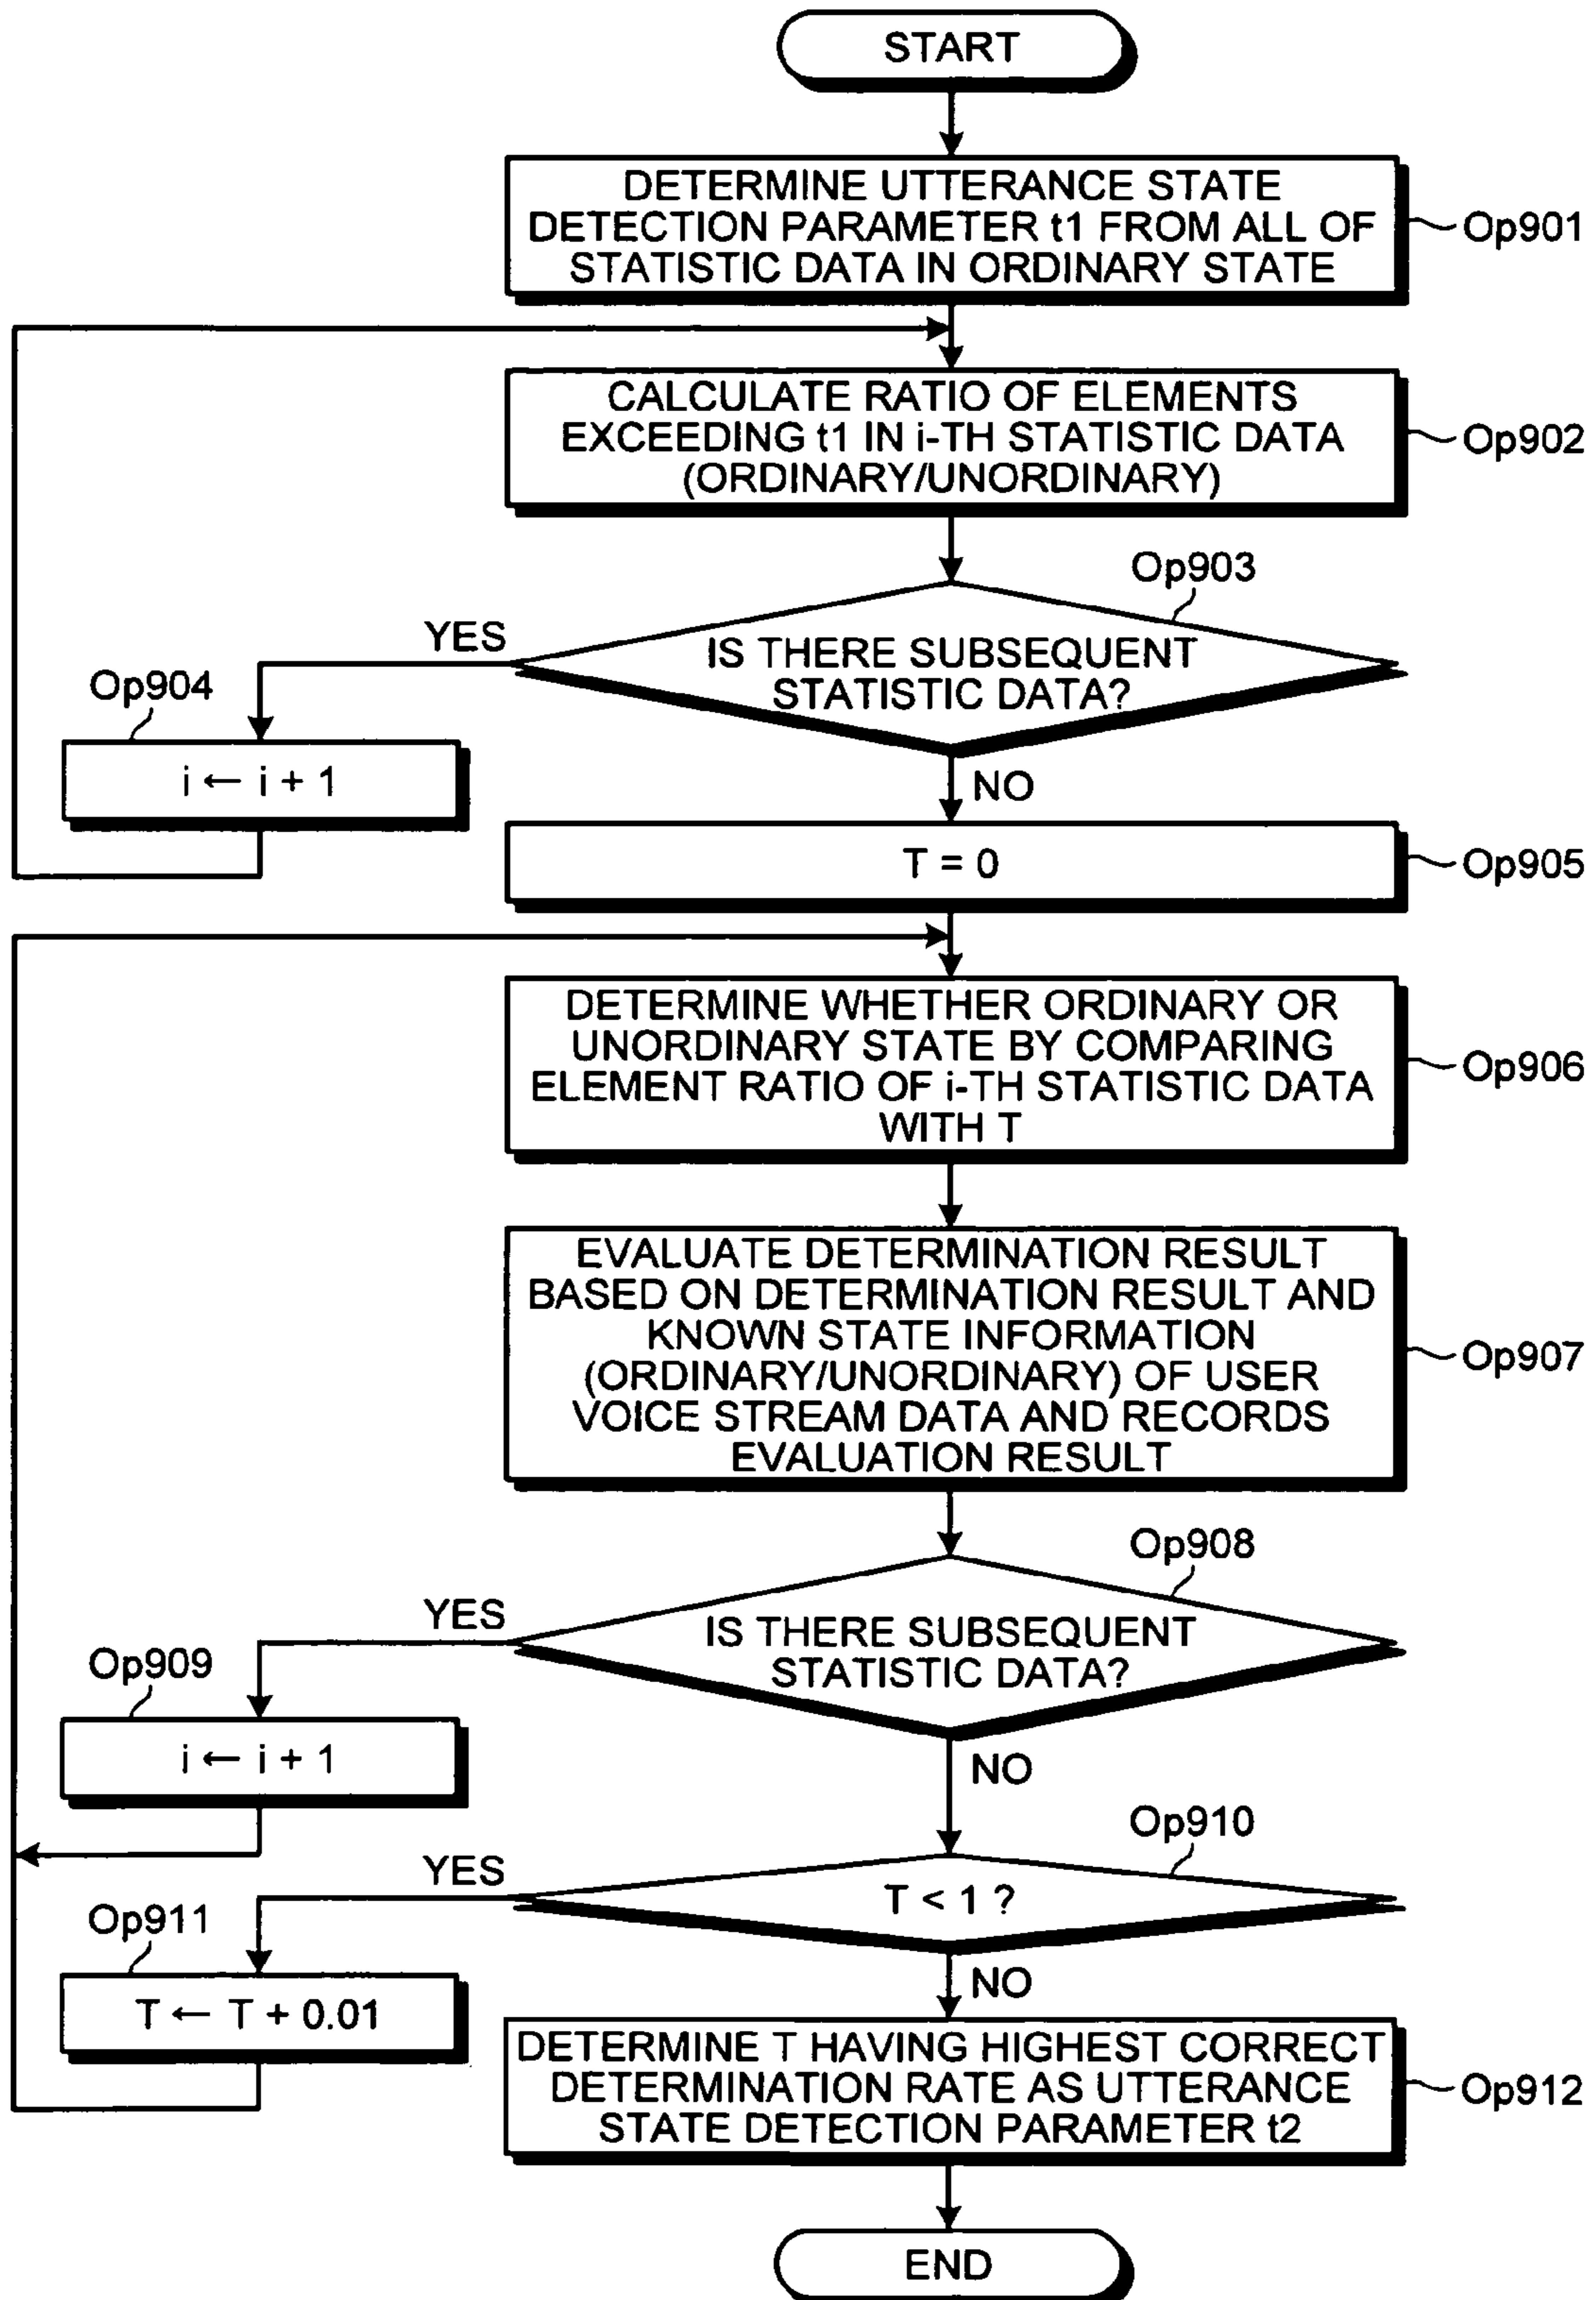 START
DETERMINE UTTERANCE STATE
DETECTION PARAMETER t1 FROM ALL OF
STATISTIC DATA IN ORDINARY STATE
Op901
CALCULATE RATIO OF ELEMENTS
EXCEEDING t1 IN i-TH STATISTIC DATA
(ORDINARY/UNORDINARY)
Op902
Op903
YES
IS THERE SUBSEQUENT
STATISTIC DATA?
Op904
i ← i + 1
NO
T = 0
Op905
DETERMINE WHETHER ORDINARY OR
UNORDINARY STATE BY COMPARING
ELEMENT RATIO OF i-TH STATISTIC DATA
WITH T
Op906
EVALUATE DETERMINATION RESULT
BASED ON DETERMINATION RESULT AND
KNOWN STATE INFORMATION
(ORDINARY/UNORDINARY) OF USER
VOICE STREAM DATA AND RECORDS
EVALUATION RESULT
Op907
Op908
YES
IS THERE SUBSEQUENT
STATISTIC DATA?
Op909
i ← i + 1
NO
Op910
YES
T < 1 ?
Op911
T ← T + 0.01
NO
DETERMINE T HAVING HIGHEST CORRECT
DETERMINATION RATE AS UTTERANCE
STATE DETECTION PARAMETER t2
Op912
END